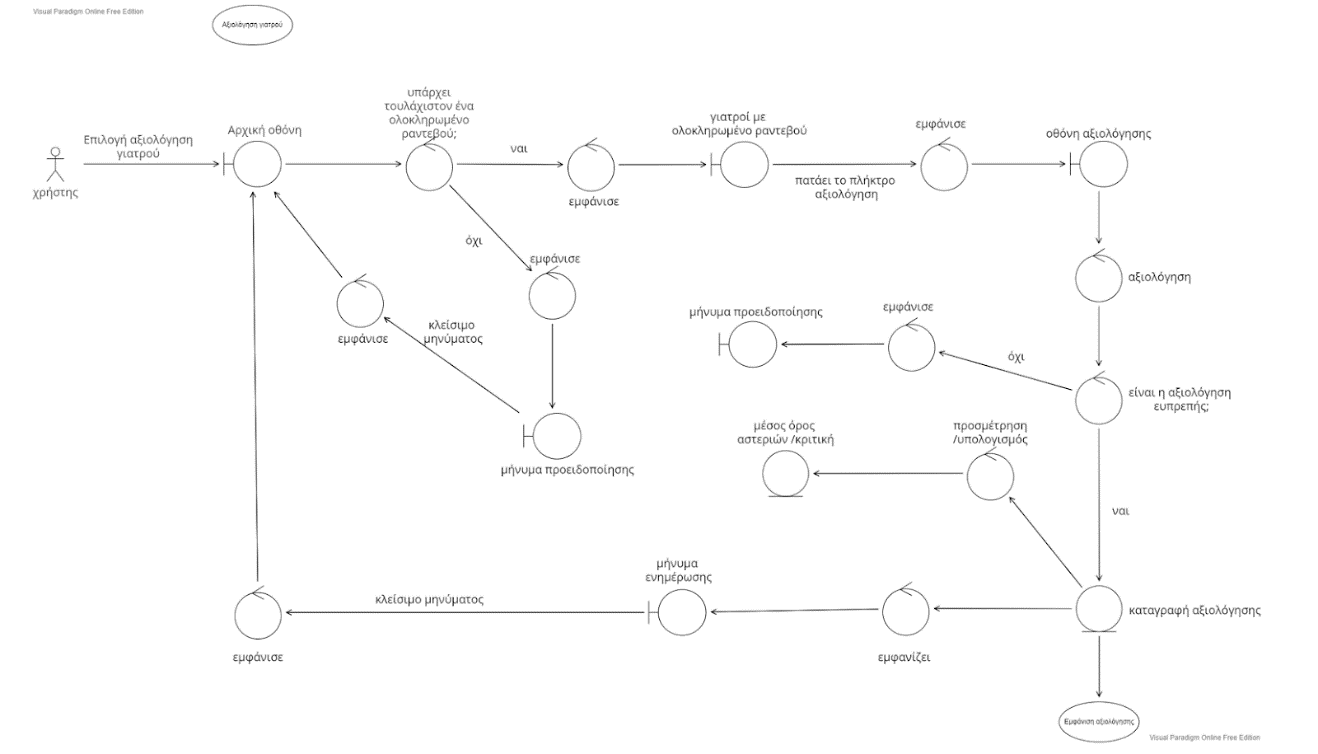 Visual Paradigm Online Free Edition
Αξιολόγηση γιατρού
υπάρχει
τουλάχιστον ένα
ολοκληρωμένο
ραντεβού;
Επιλογή αξιολόγηση
γιατρού
Αρχική οθόνη
ναι
γιατροί με
ολοκληρωμένο ραντεβού
εμφάνισε
οθόνη αξιολόγησης
χρήστης
εμφάνισε
πατάει το πλήκτρο
αξιολόγηση
όχι
εμφάνισε
αξιολόγηση
εμφάνισε
κλείσιμο
μηνύματος
μήνυμα προειδοποίησης
εμφάνισε
όχι
είναι η αξιολόγηση
ευπρεπής;
μήνυμα προειδοποίησης
μέσος όρος
αστεριών /κριτική
προσμέτρηση
/υπολογισμός
ναι
μήνυμα
ενημέρωσης
κλείσιμο μηνύματος
καταγραφή αξιολόγησης
εμφάνισε
εμφανίζει
Εμφάνιση αξιολόγησης
Visual Paradigm Online Free Edition